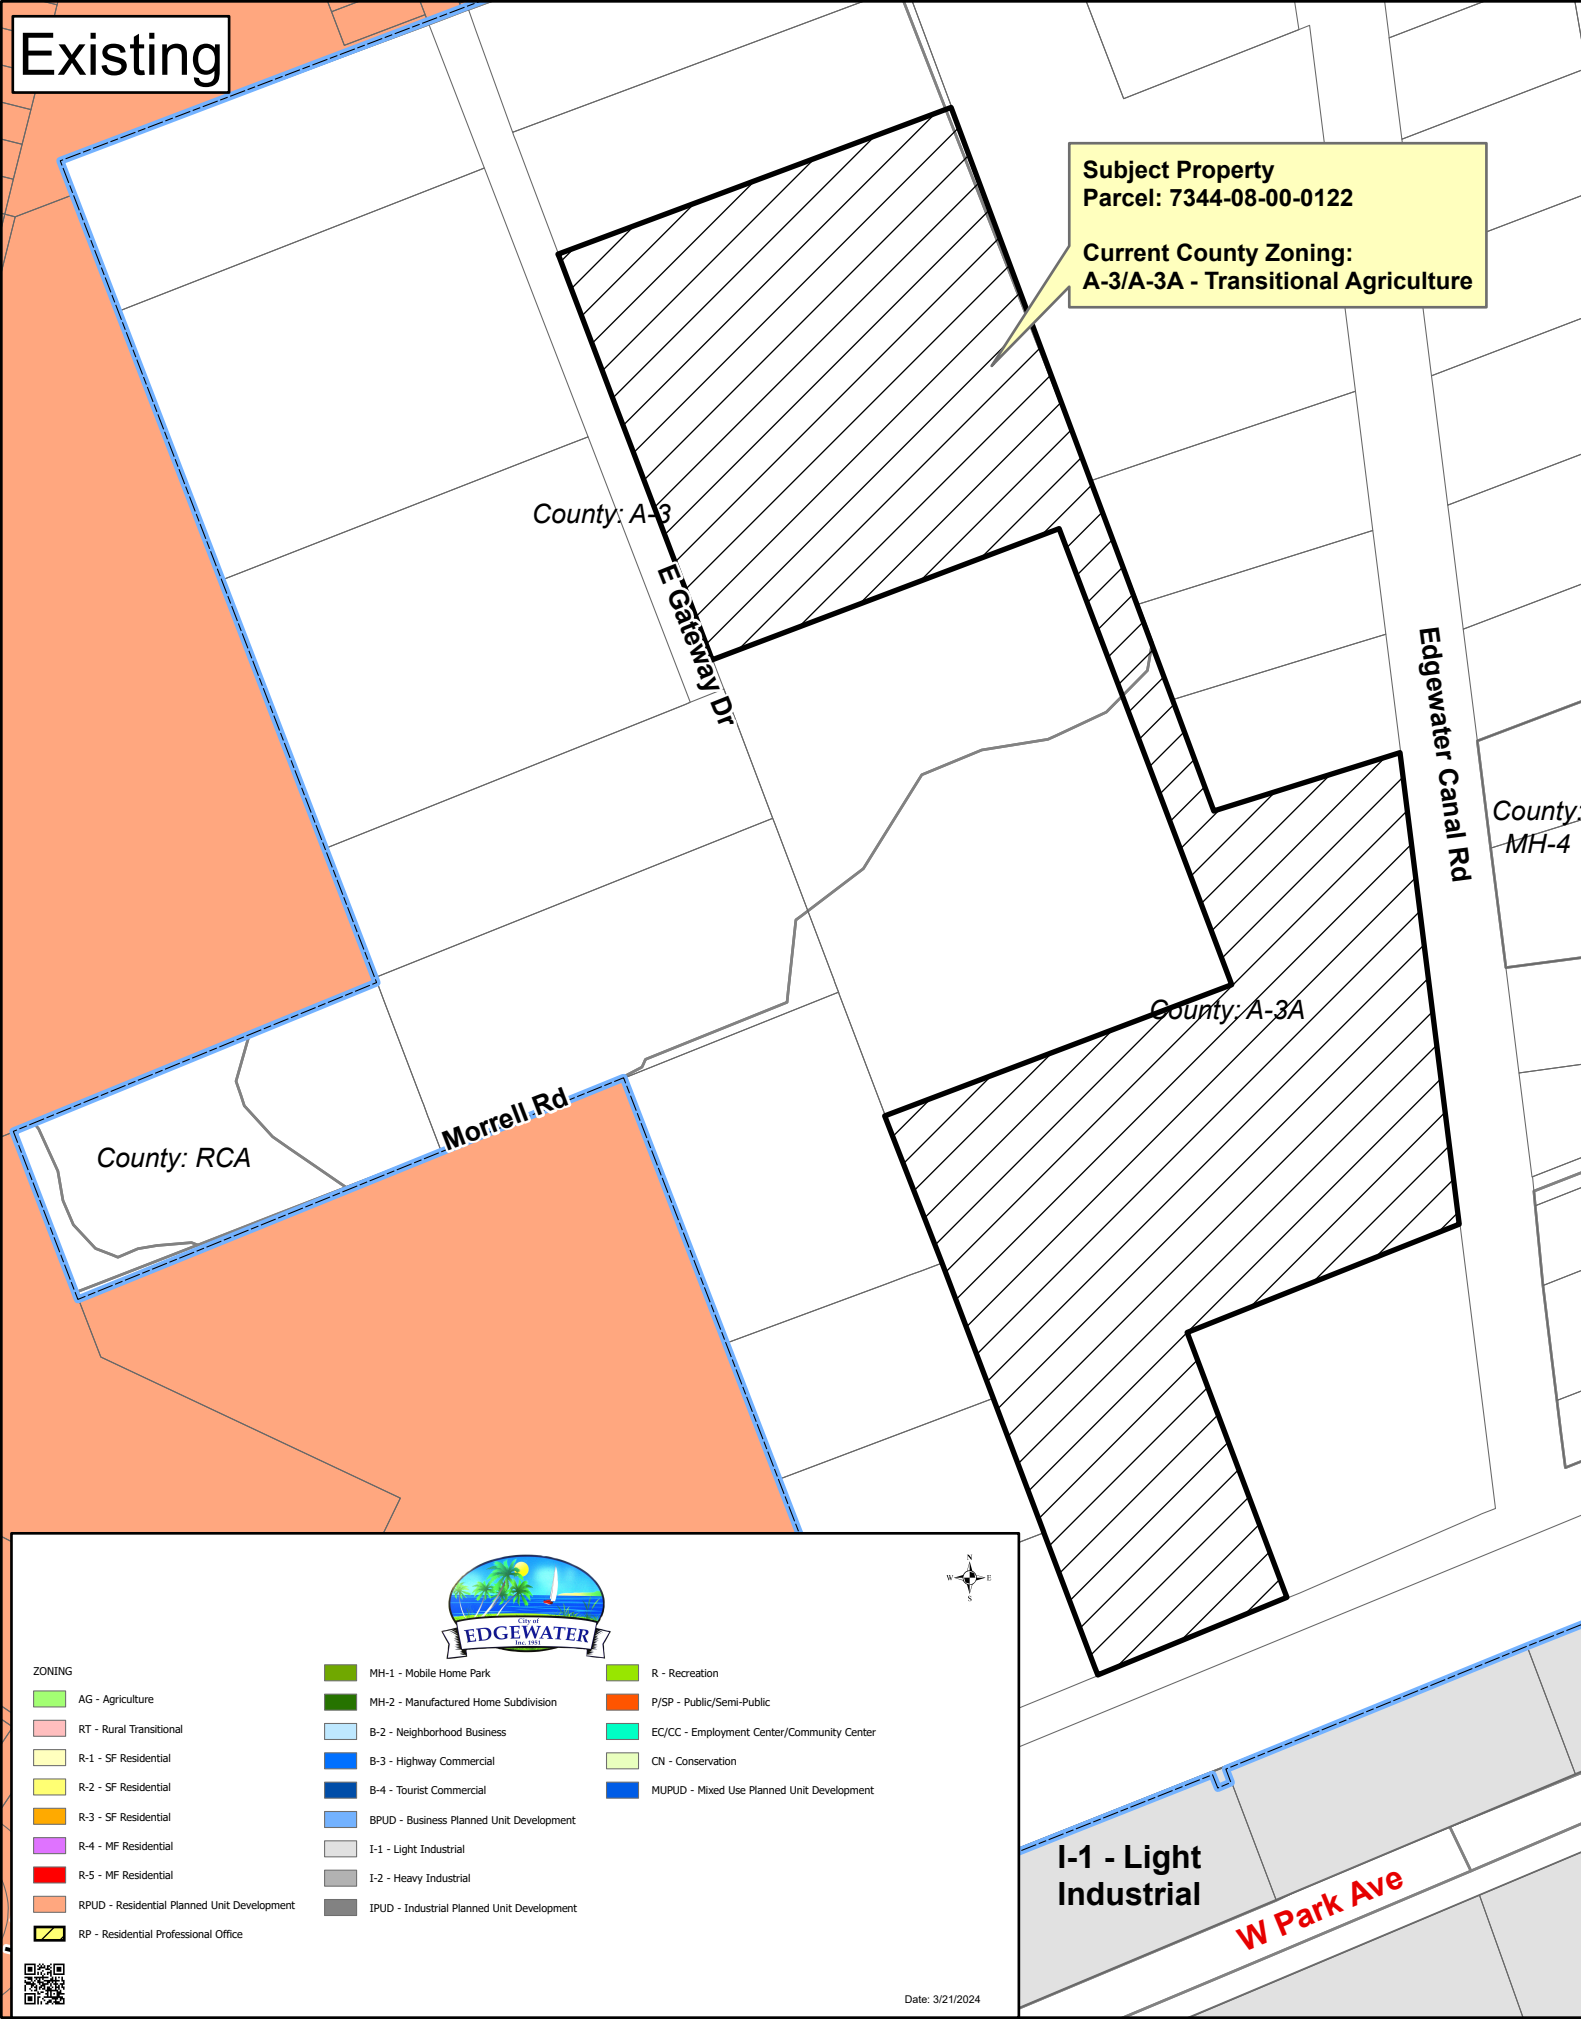 Existing
Subject Property
Parcel: 7344-08-00-0122
Current County Zoning:
A-3/A-3A - Transitional Agriculture
County: A-3
E Gateway Dr
Edgewater Canal Rd
County:
MH-4
County: A-3A
Morrell Rd
County: RCA
I-1 - Light
Industrial
W Park Ave
City of
EDGEWATER
Inc. 1951
N
W
E
S
ZONING
AG - Agriculture
RT - Rural Transitional
R-1 - SF Residential
R-2 - SF Residential
R-3 - SF Residential
R-4 - MF Residential
R-5 - MF Residential
RPUD - Residential Planned Unit Development
RP - Residential Professional Office
MH-1 - Mobile Home Park
MH-2 - Manufactured Home Subdivision
B-2 - Neighborhood Business
B-3 - Highway Commercial
B-4 - Tourist Commercial
BPUD - Business Planned Unit Development
I-1 - Light Industrial
I-2 - Heavy Industrial
IPUD - Industrial Planned Unit Development
R - Recreation
P/SP - Public/Semi-Public
EC/CC - Employment Center/Community Center
CN - Conservation
MUPUD - Mixed Use Planned Unit Development
Date: 3/21/2024